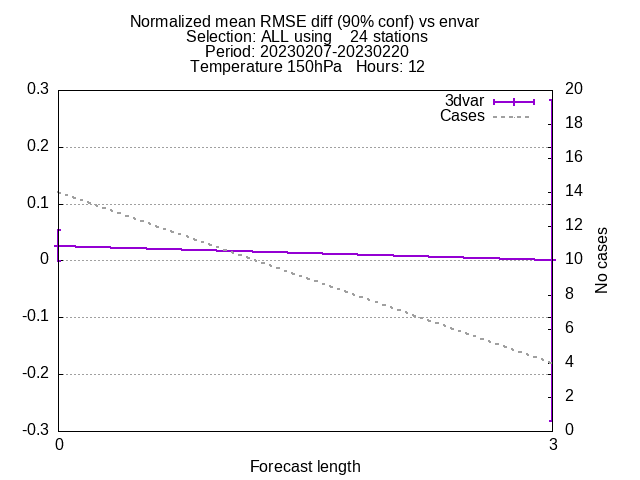 Normalized mean RMSE diff (90% conf) vs envar
Selection: ALL using    24 stations
Period: 20230207-20230220
Temperature 150hPa   Hours: 12
3dvar
Cases
0.3
0.2
0.1
0
-0.1
-0.2
-0.3
20
18
16
14
12
10
8
6
4
2
0
No cases
0
3
Forecast length